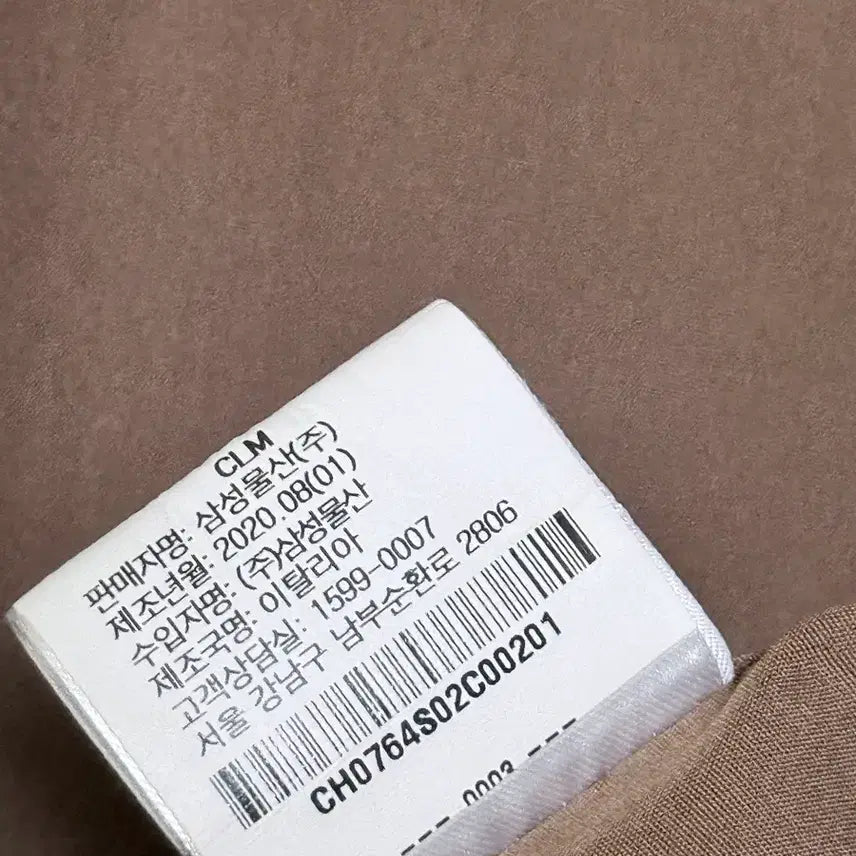 CLM
판매자명: 삼성물산(주)
제조년월: 2020.08(01)
수입자명: (주)삼성물산
제조국명: 이탈리아
고객상담실: 1599-0007
서울 강남구 남부순환로 2806
CH0764S02C00201
--- 0003 ---